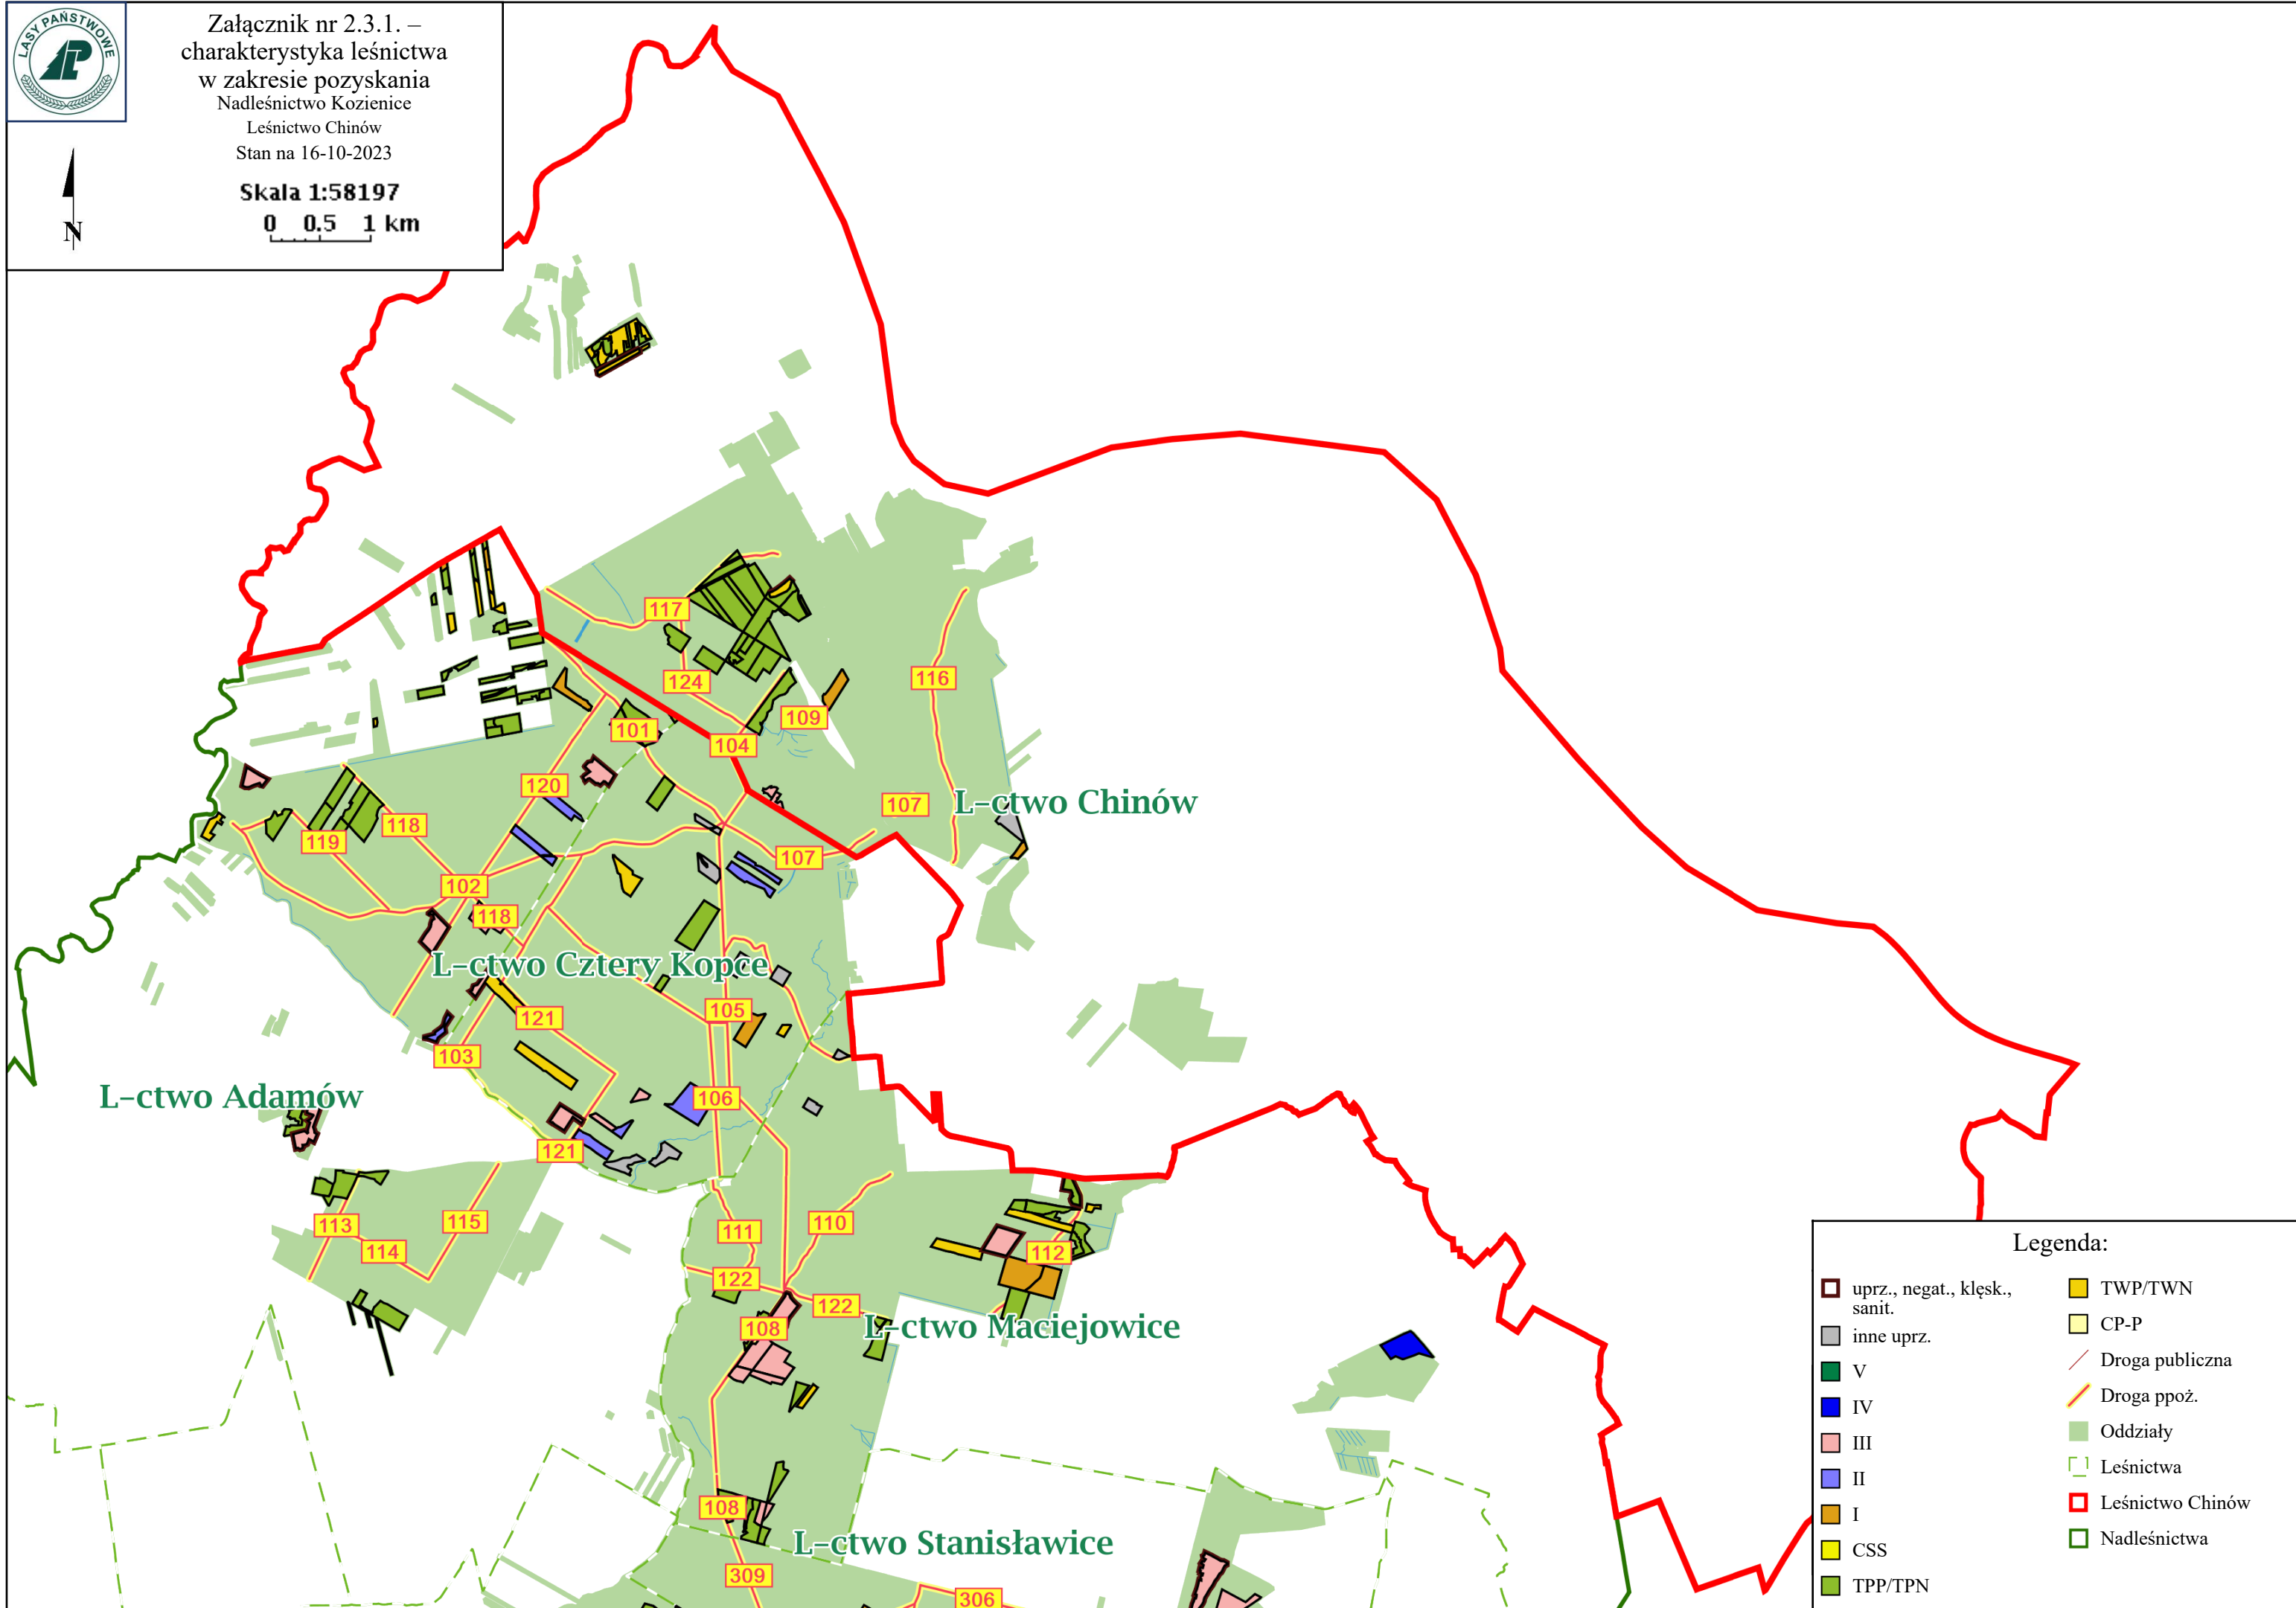 LASY PAŃSTWOWE
Załącznik nr 2.3.1. –
charakterystyka leśnictwa
w zakresie pozyskania
Nadleśnictwo Kozienice
Leśnictwo Chinów
Stan na 16-10-2023
Skala 1:58197
0 0.5 1 km
N
117
124
116
109
101
104
120
107
L-ctwo Chinów
118
119
107
102
118
L-ctwo Cztery Kopce
105
121
103
106
L-ctwo Adamów
121
113
115
114
111
110
112
122
122
108
L-ctwo Maciejowice
108
L-ctwo Stanisławice
309
306
Legenda:
uprz., negat., klęsk.,
sanit.
inne uprz.
V
IV
III
II
I
CSS
TPP/TPN
TWP/TWN
CP-P
Droga publiczna
Droga ppoż.
Oddziały
Leśnictwa
Leśnictwo Chinów
Nadleśnictwa